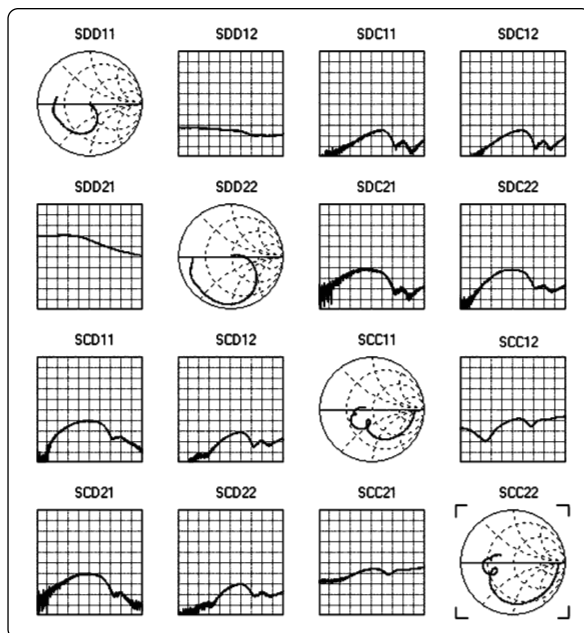 SDD11 SDD12 SDC11 SDC12
SDD21 SDD22 SDC21 SDC22
SCD11 SCD12 SCC11 SCC12
SCD21 SCD22 SCC21 SCC22